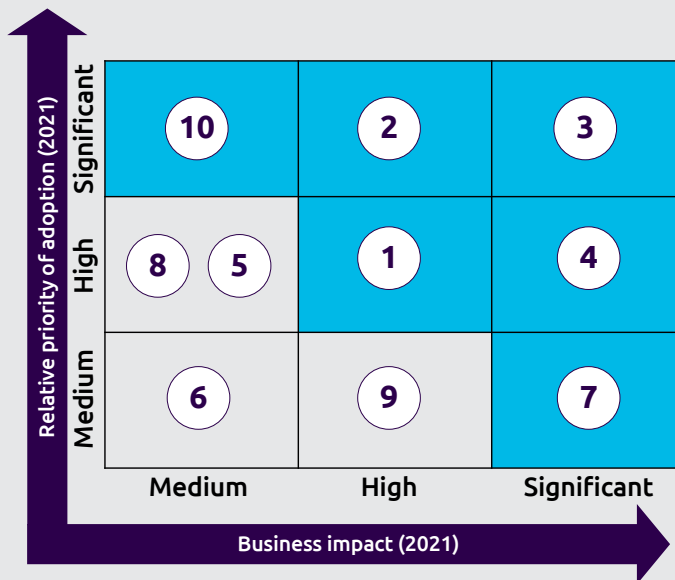 Relative priority of adoption (2021)
Significant
10
2
3
High
8
5
1
4
Medium
6
9
7
Medium
High
Significant
Business impact (2021)